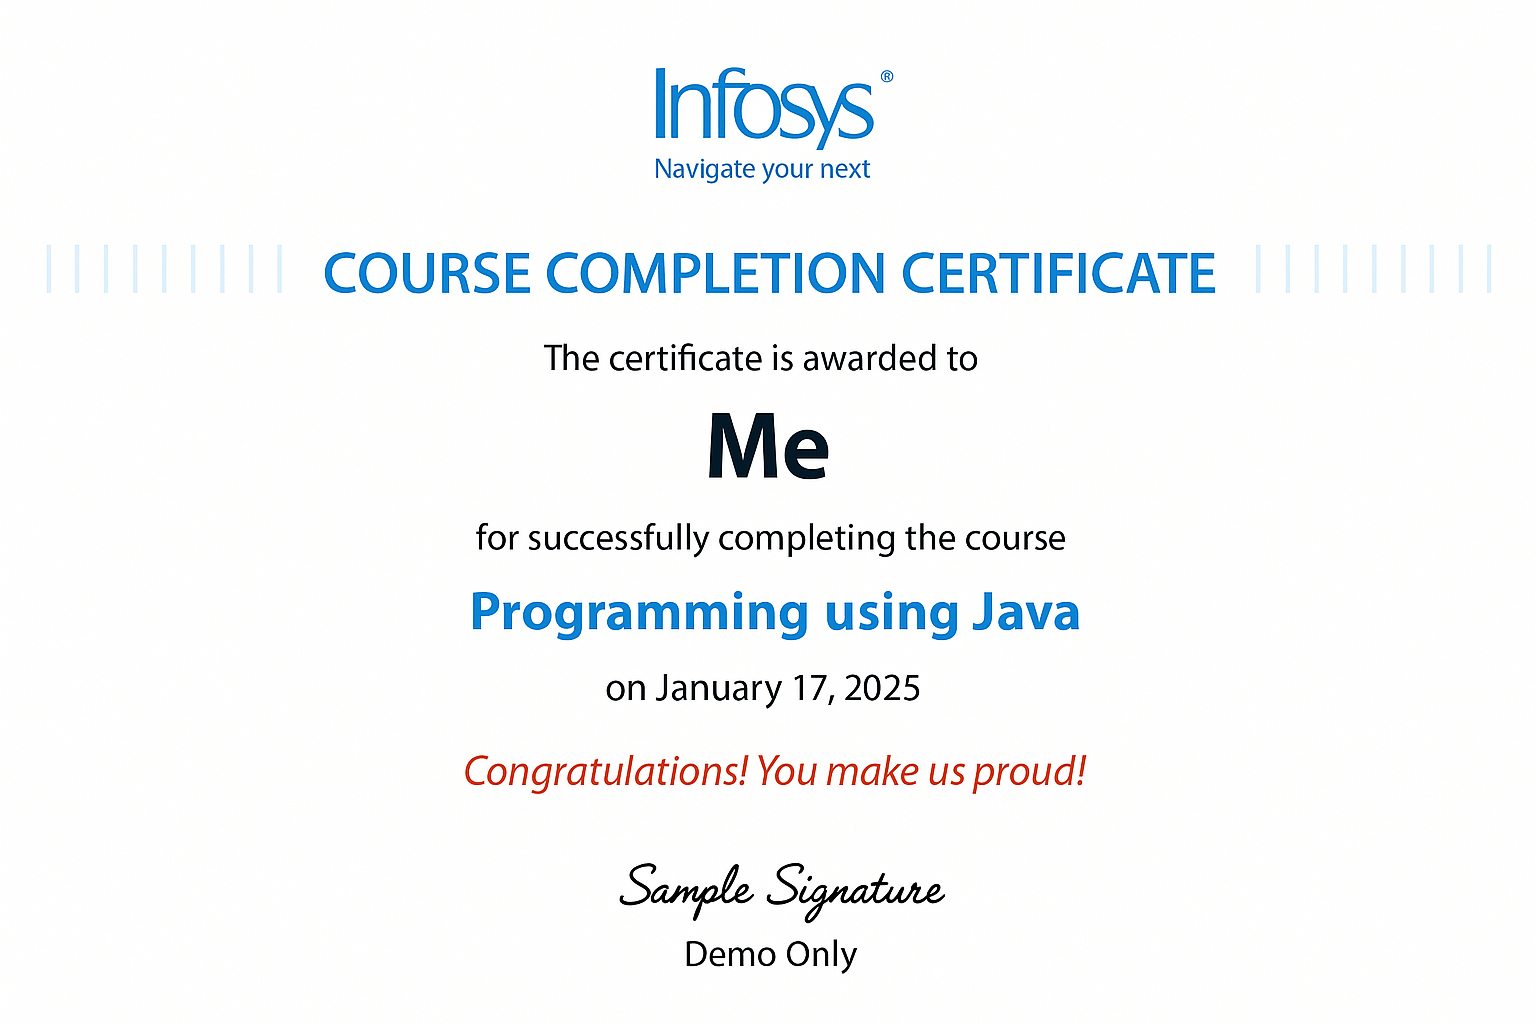 Infosys®
Navigate your next
COURSE COMPLETION CERTIFICATE
The certificate is awarded to
Me
for successfully completing the course
Programming using Java
on January 17, 2025
Congratulations! You make us proud!
Sample Signature
Demo Only